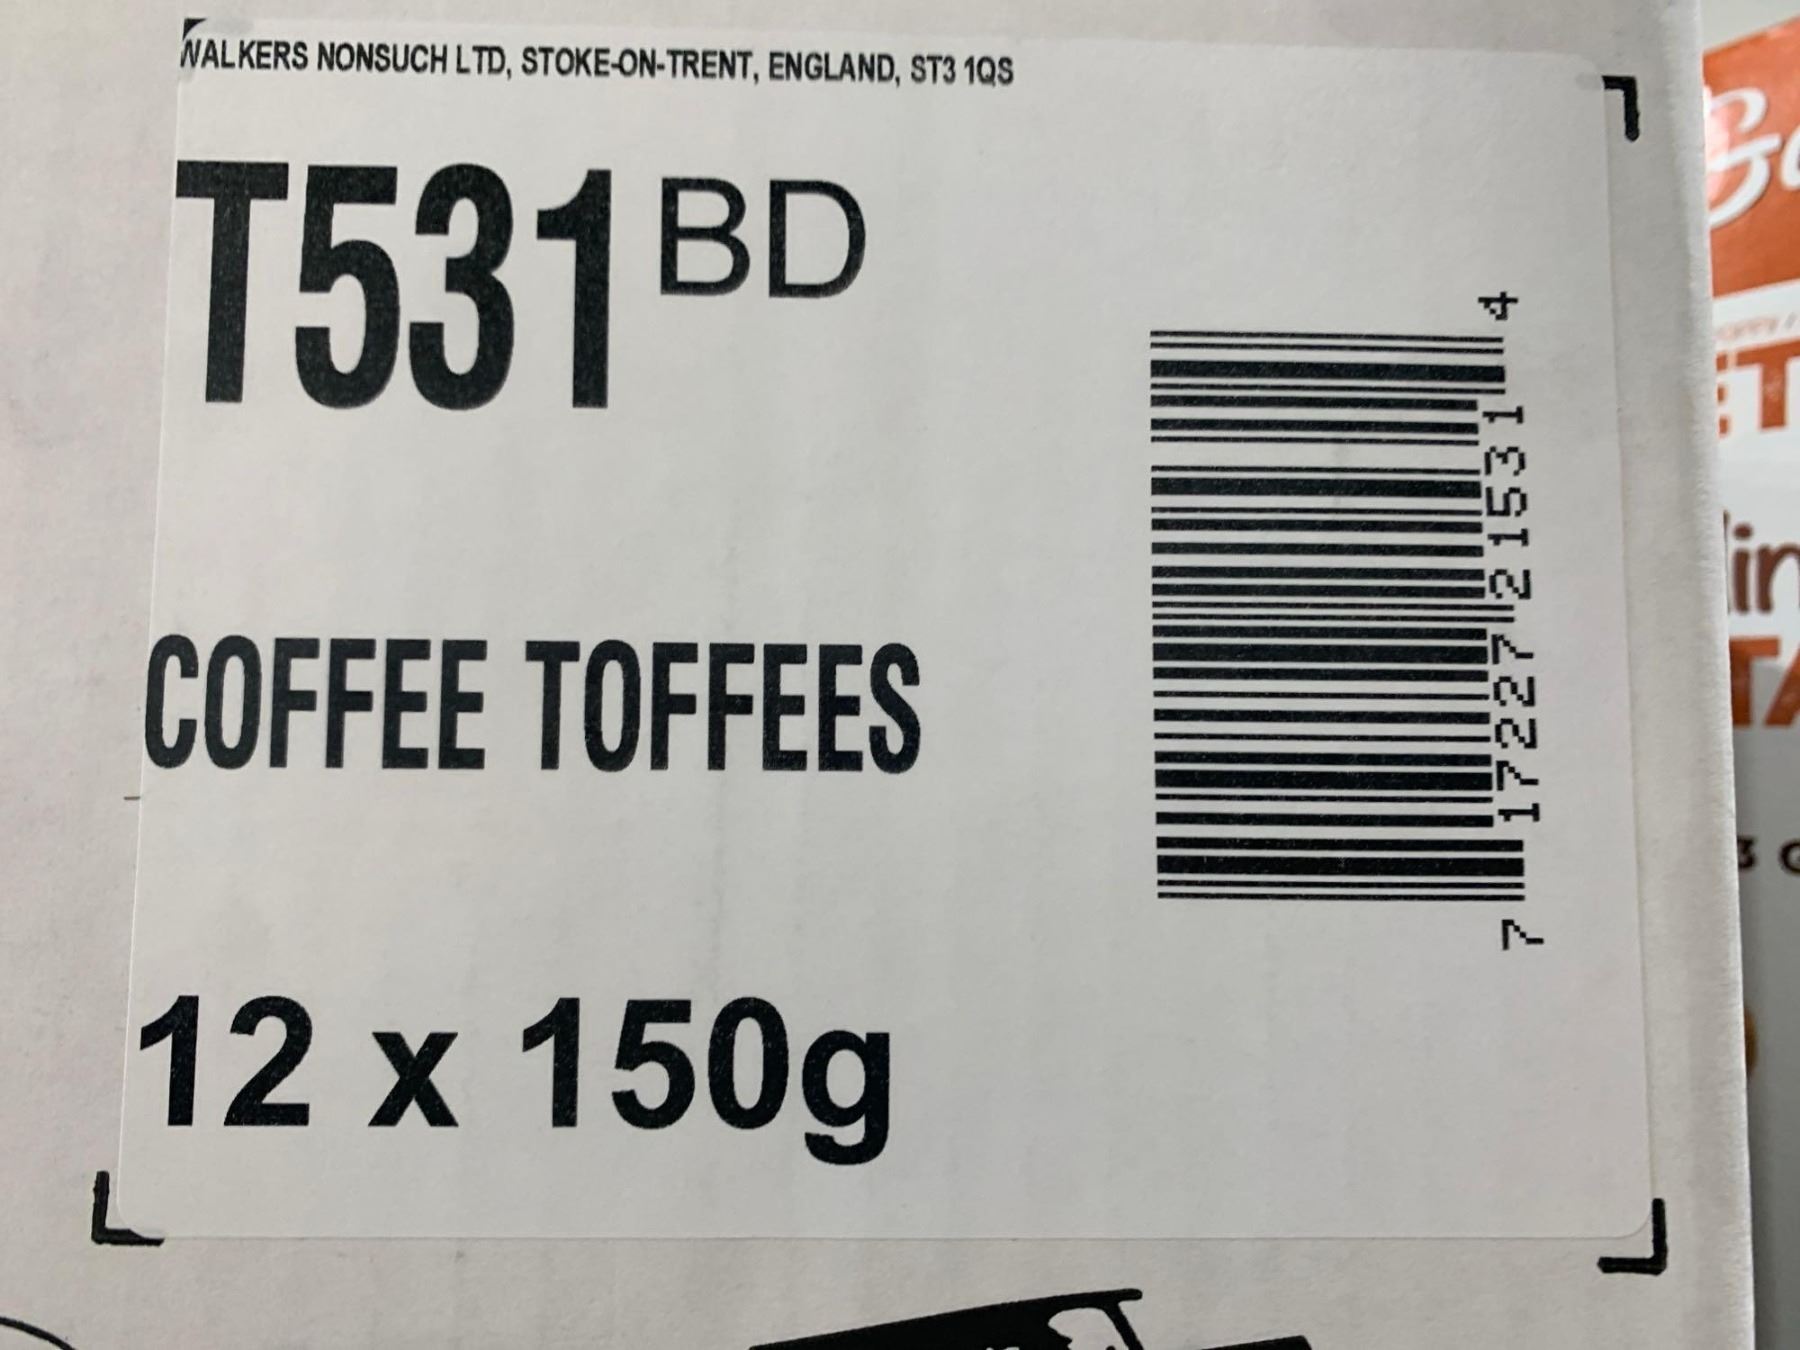 WALKERS NONSUCH LTD, STOKE-ON-TRENT, ENGLAND, ST3 1QS
T531 BD
COFFEE TOFFEES
12 x 150g
7 17227 21531 4